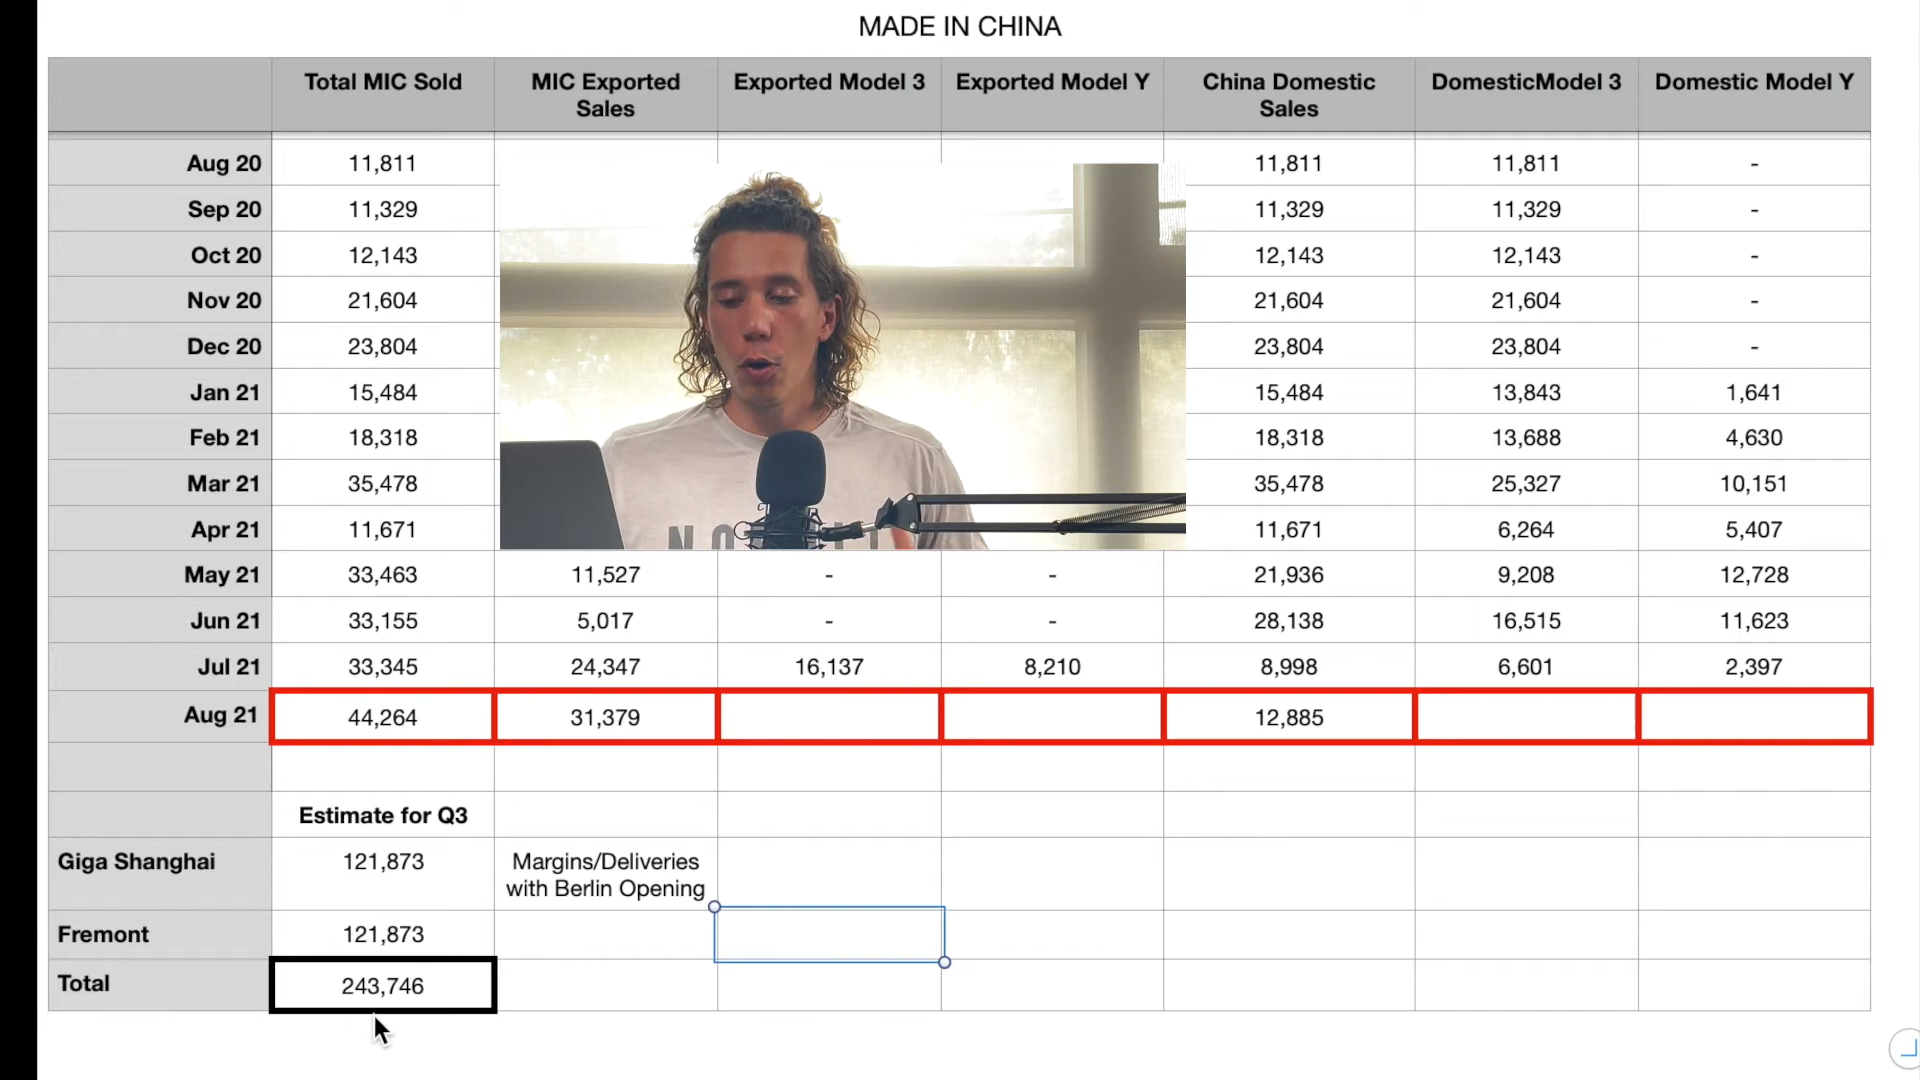 MADE IN CHINA
Total MIC Sold MIC Exported Sales Exported Model 3 Exported Model Y China Domestic Sales DomesticModel 3 Domestic Model Y
Aug 20 11,811 11,811 11,811 -
Sep 20 11,329 11,329 11,329 -
Oct 20 12,143 12,143 12,143 -
Nov 20 21,604 21,604 21,604 -
Dec 20 23,804 23,804 23,804 -
Jan 21 15,484 15,484 13,843 1,641
Feb 21 18,318 18,318 13,688 4,630
Mar 21 35,478 35,478 25,327 10,151
Apr 21 11,671 11,671 6,264 5,407
May 21 33,463 11,527 - - 21,936 9,208 12,728
Jun 21 33,155 5,017 - - 28,138 16,515 11,623
Jul 21 33,345 24,347 16,137 8,210 8,998 6,601 2,397
Aug 21 44,264 31,379 12,885
Estimate for Q3
Giga Shanghai 121,873 Margins/Deliveries with Berlin Opening
Fremont 121,873
Total 243,746